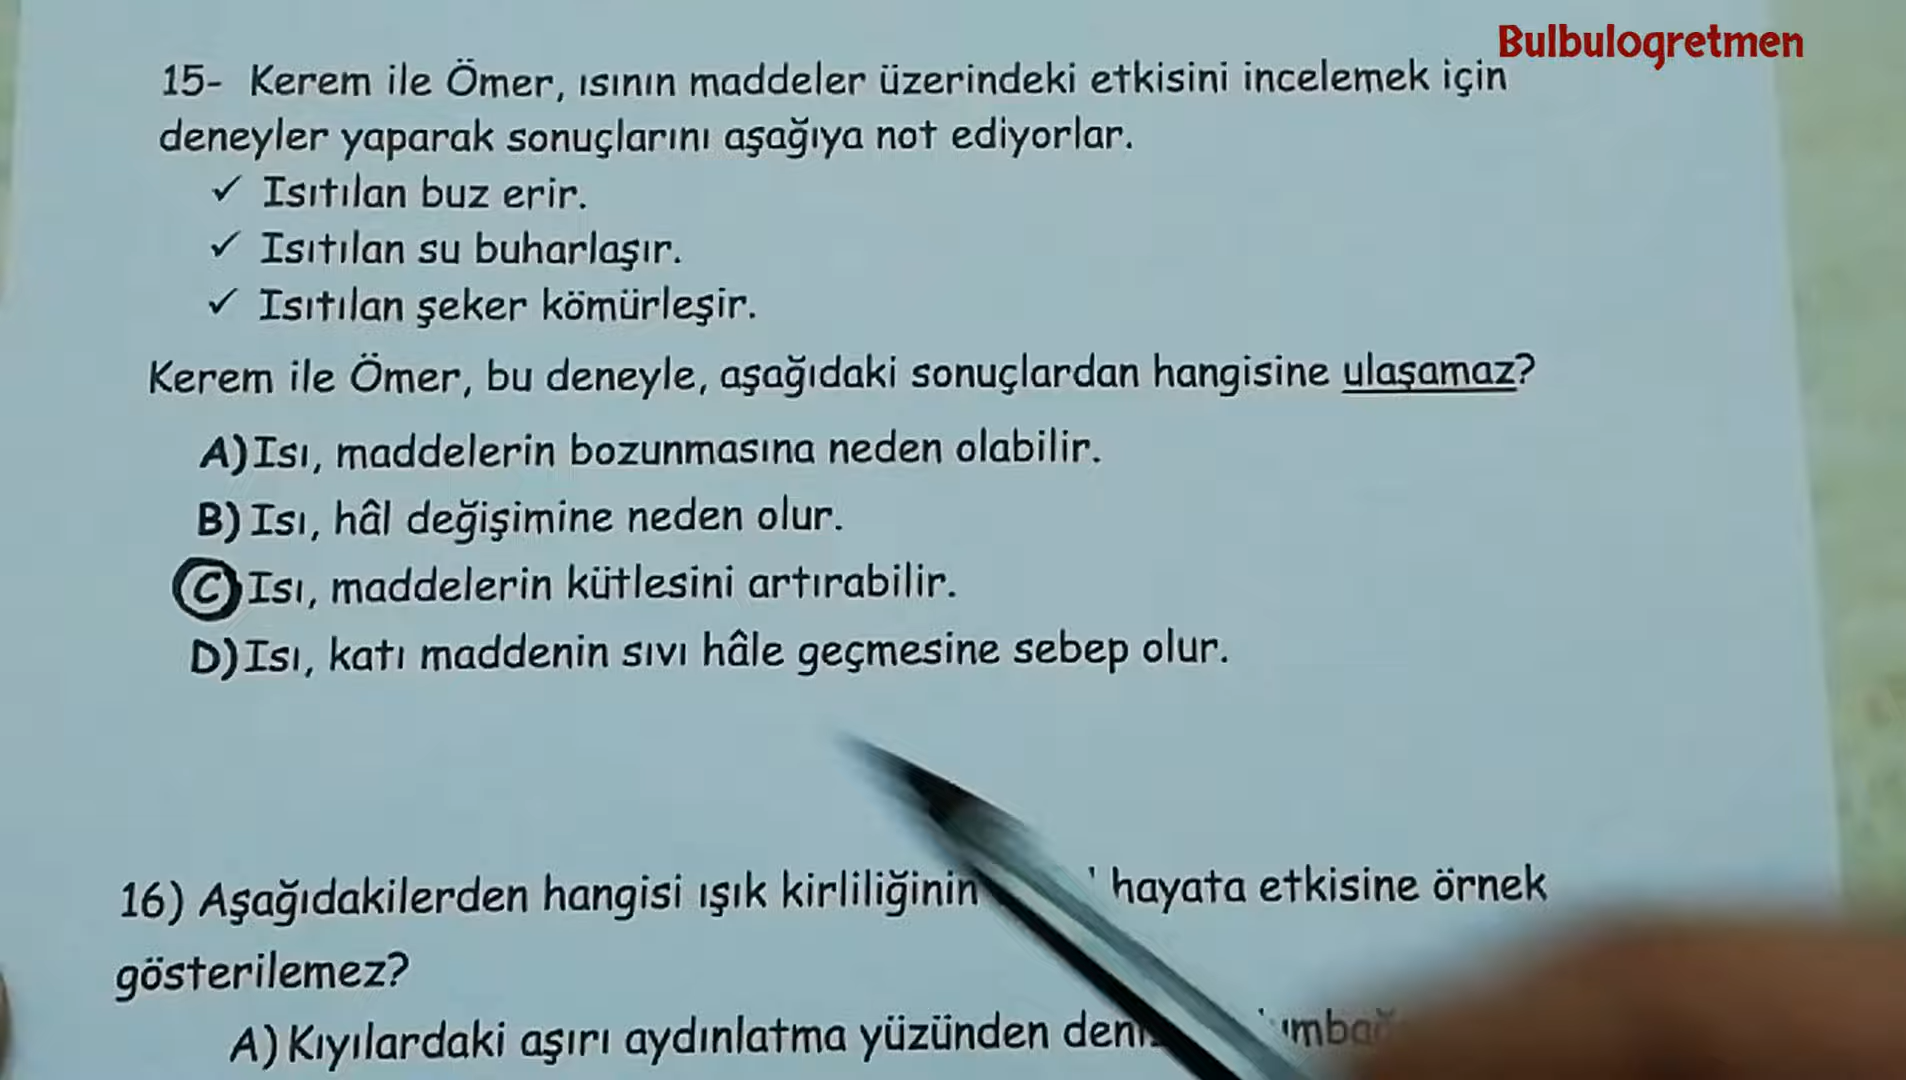 Bulbulogretmen
15- Kerem ile Ömer, ısının maddeler üzerindeki etkisini incelemek için
deneyler yaparak sonuçlarını aşağıya not ediyorlar.
✓ Isıtılan buz erir.
✓ Isıtılan su buharlaşır.
✓ Isıtılan şeker kömürleşir.
Kerem ile Ömer, bu deneyle, aşağıdaki sonuçlardan hangisine ulaşamaz?
A) Isı, maddelerin bozunmasına neden olabilir.
B) Isı, hâl değişimine neden olur.
C) Isı, maddelerin kütlesini artırabilir.
D) Isı, katı maddenin sıvı hâle geçmesine sebep olur.
16) Aşağıdakilerden hangisi ışık kirliliğinin hayata etkisine örnek
gösterilemez?
A) Kıyılardaki aşırı aydınlatma yüzünden